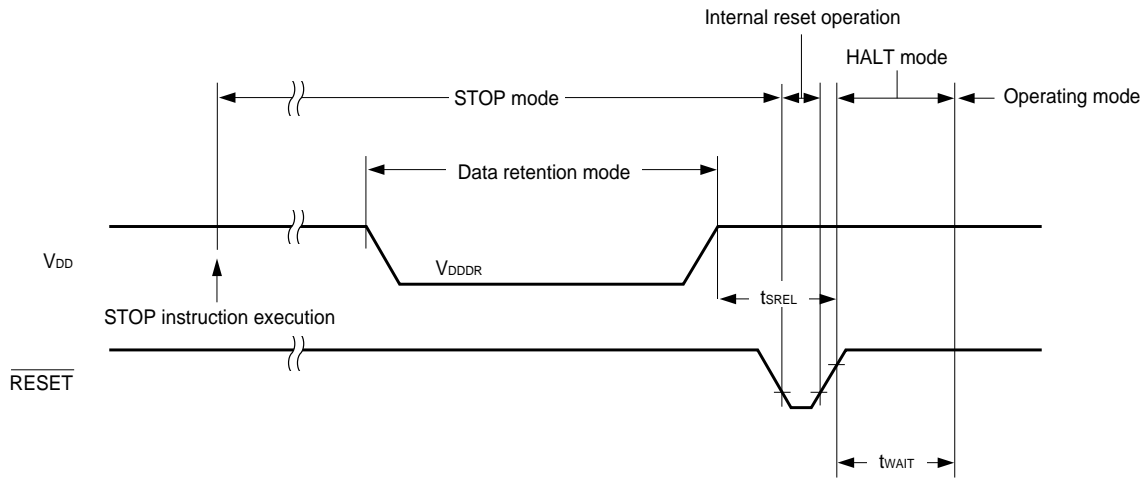 Internal reset operation
HALT mode
STOP mode
Operating mode
Data retention mode
VDD
VDDDR
tSREL
STOP instruction execution
RESET
tWAIT